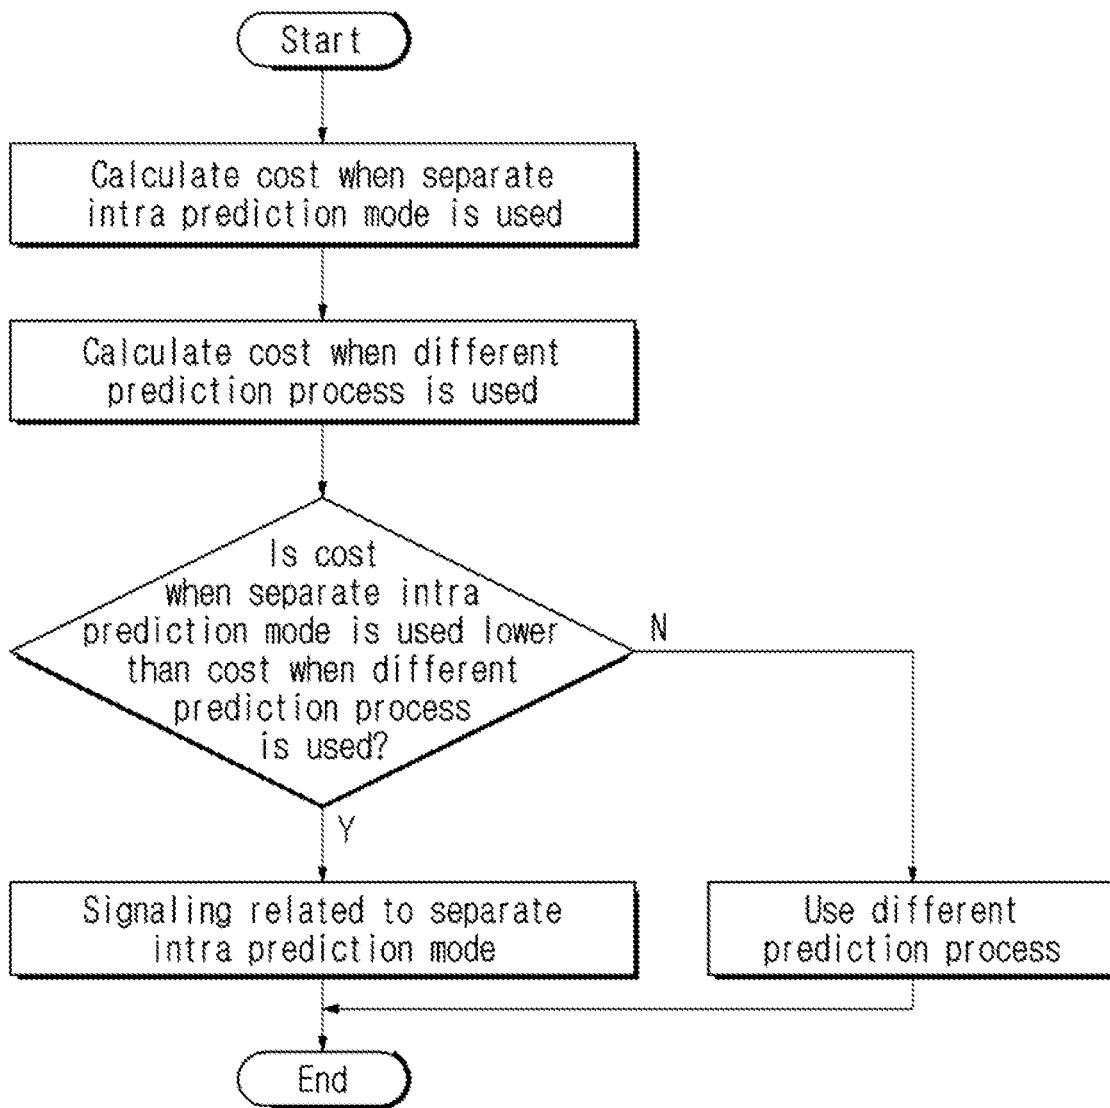 Start
Calculate cost when separate
intra prediction mode is used
Calculate cost when different
prediction process is used
Is cost
when separate intra
prediction mode is used lower
than cost when different
prediction process
is used?
N
Y
Signaling related to separate
intra prediction mode
Use different
prediction process
End